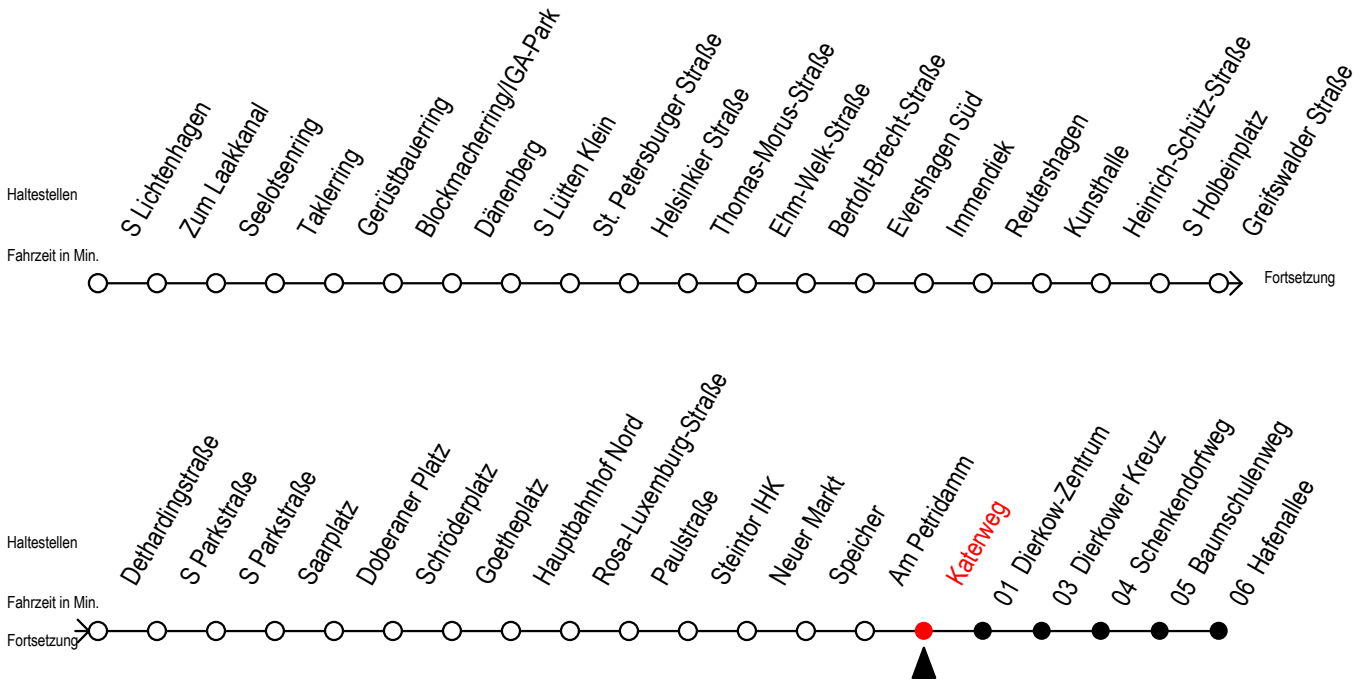 Haltestellen
S Lichtenhagen
Zum Laakkanal
Seelotsenring
Taklerring
Gerüstbauerring
Blockmacherring/IGA-Park
Dänenberg
S Lütten Klein
St. Petersburger Straße
Helsinkier Straße
Thomas-Morus-Straße
Ehm-Welk-Straße
Bertolt-Brecht-Straße
Evershagen Süd
Immendiek
Reutershagen
Kunsthalle
Heinrich-Schütz-Straße
S Holbeinplatz
Greifswalder Straße
Fahrzeit in Min.
Fortsetzung
Haltestellen
Dethardingstraße
S Parkstraße
S Parkstraße
Saarplatz
Doberaner Platz
Schröderplatz
Goetheplatz
Hauptbahnhof Nord
Rosa-Luxemburg-Straße
Paulstraße
Steintor IHK
Neuer Markt
Speicher
Am Petridamm
Katerweg
01 Dierkow-Zentrum
03 Dierkower Kreuz
04 Schenkendorfweg
05 Baumschulenweg
06 Hafenallee
Fahrzeit in Min.
Fortsetzung